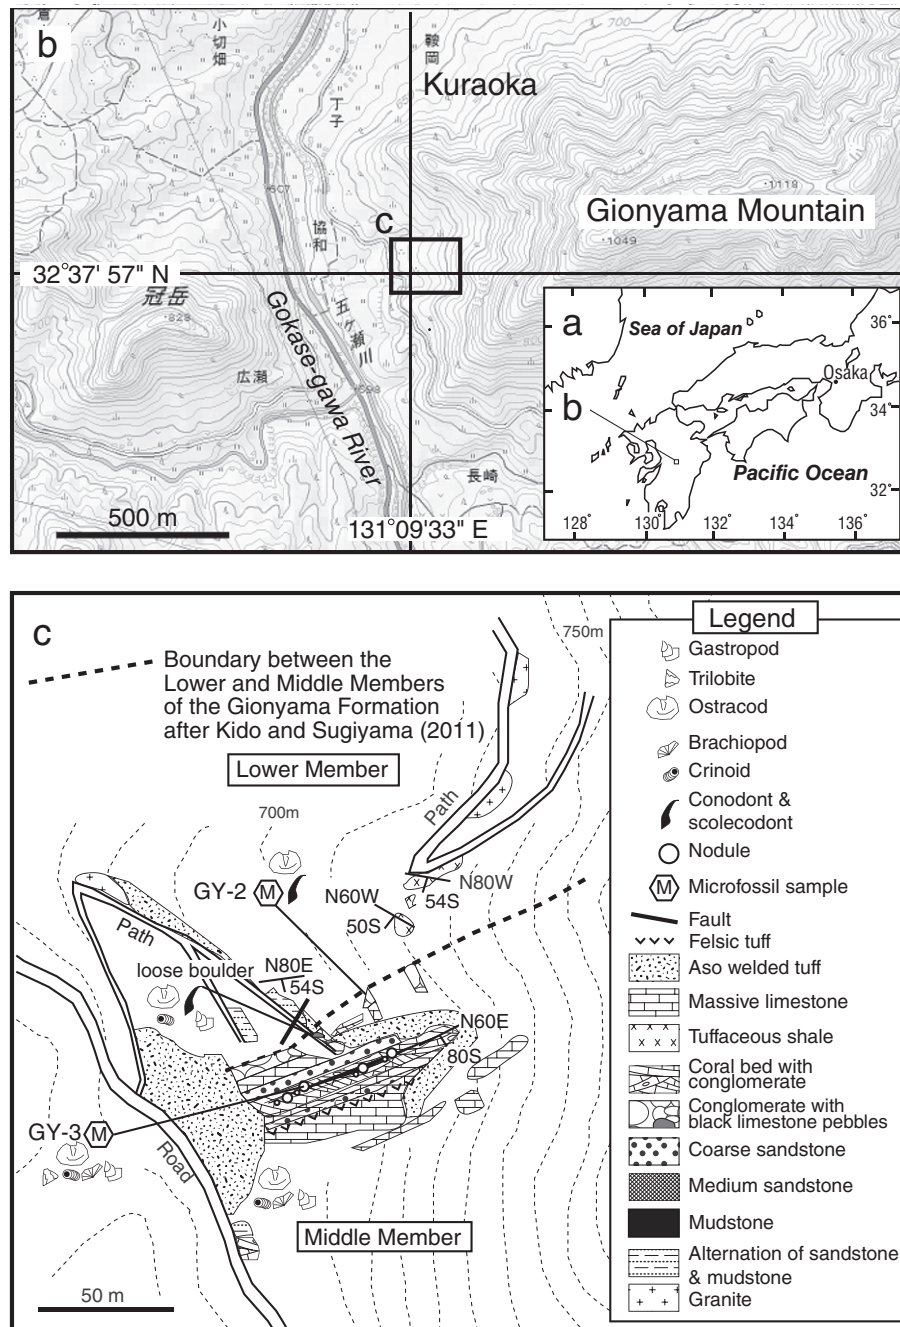 b
倉
小切畑
鞍岡
Kuraoka
700
丁子
607
1118
Gionyama Mountain
c
協和
1049
32°37' 57" N
冠岳
828
五ヶ瀬川
Gokase-gawa River
広瀬
長崎
500 m
131°09'33" E
a
Sea of Japan
36°
Osaka
34°
b
Pacific Ocean
32°
128° 130° 132° 134° 136°
c
Boundary between the
Lower and Middle Members
of the Gionyama Formation
after Kido and Sugiyama (2011)
Lower Member
750m
700m
Path
GY-2
M
N60W
50S
N80W
54S
Path
loose boulder
N80E
54S
N60E
80S
GY-3
M
Road
Middle Member
50 m
Legend
Gastropod
Trilobite
Ostracod
Brachiopod
Crinoid
Conodont &
scolecodont
Nodule
M
Microfossil sample
Fault
Felsic tuff
Aso welded tuff
Massive limestone
Tuffaceous shale
Coral bed with
conglomerate
Conglomerate with
black limestone pebbles
Coarse sandstone
Medium sandstone
Mudstone
Alternation of sandstone
& mudstone
Granite